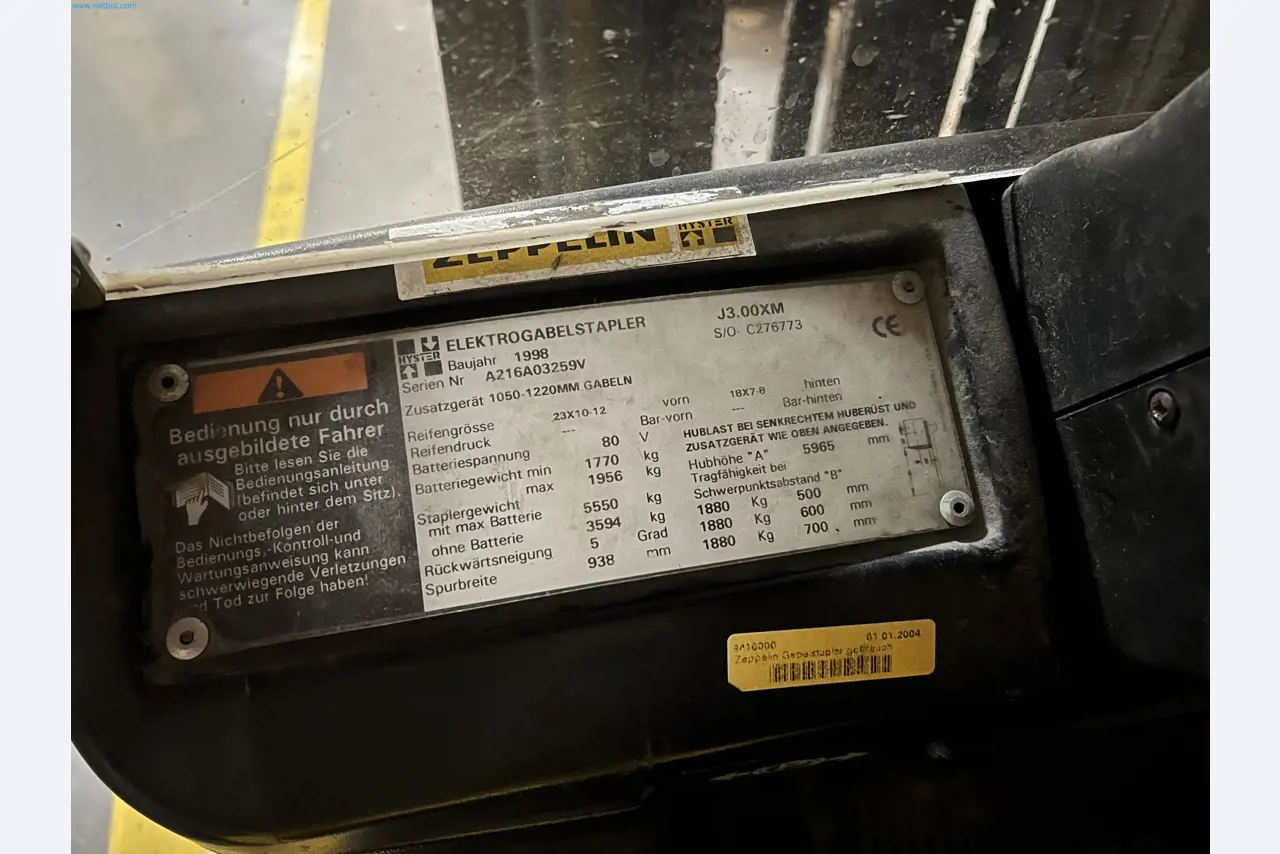 www.netbid.com
ZEPPELIN HYSTER
HYSTER
ELEKTROGABELSTAPLER J3.00XM
Baujahr 1998 S/O- C276773 CE
Serien Nr A216A03259V
Zusatzgerät 1050-1220MM GABELN
Reifengrösse 23X10-12 vorn 18X7-8 hinten
Reifendruck --- Bar-vorn --- Bar-hinten
Batteriespannung 80 V
Batteriegewicht min 1770 kg
max 1956 kg
Staplergewicht
mit max Batterie 5550 kg
ohne Batterie 3594 kg
Rückwärtsneigung 5 Grad
Spurbreite 938 mm
HUBLAST BEI SENKRECHTEM HUBERÜST UND
ZUSATZGERÄT WIE OBEN ANGEGEBEN.
Hubhöhe "A" 5965 mm
Tragfähigkeit bei
Schwerpunktsabstand "B"
1880 Kg 500 mm
1880 Kg 600 mm
1880 Kg 700 mm
Bedienung nur durch
ausgebildete Fahrer
Bitte lesen Sie die
Bedienungsanleitung
(befindet sich unter
oder hinter dem Sitz).
Das Nichtbefolgen der
Bedienungs,-Kontroll-und
Wartungsanweisung kann
schwerwiegende Verletzungen
und Tod zur Folge haben!
01.01.2004
Zeppelin Gabelstapler gebrauch